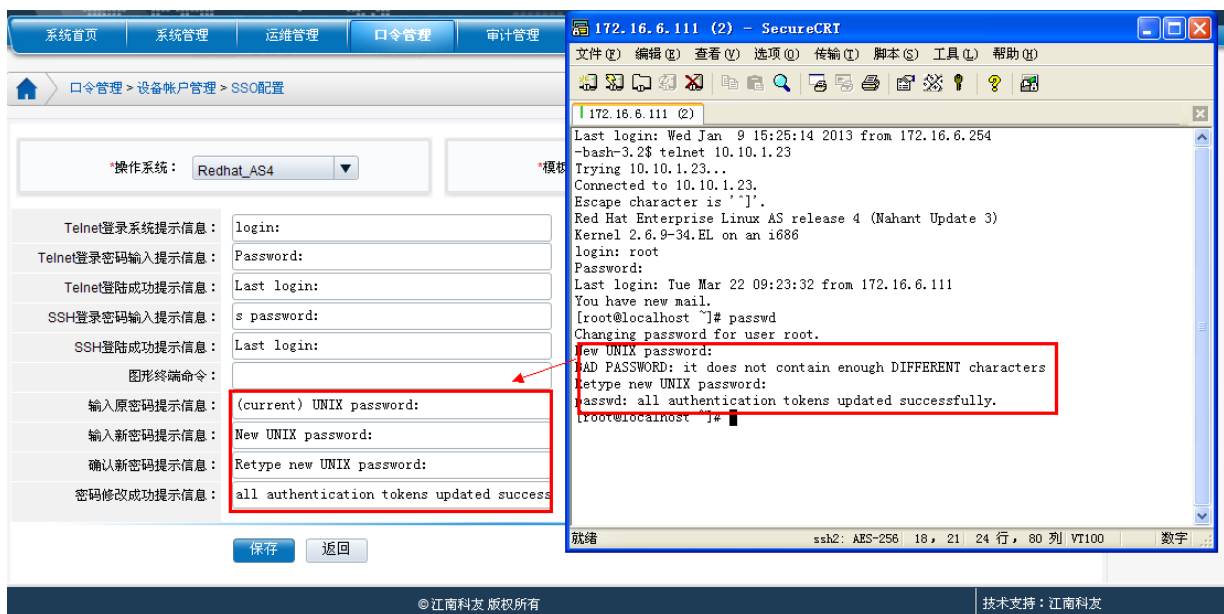 系统首页
系统管理
运维管理
口令管理
审计管理
口令管理 > 设备帐户管理 > SSO配置
*操作系统：
Redhat_AS4
*模板
Telnet登录系统提示信息：
login:
Telnet登录密码输入提示信息：
Password:
Telnet登陆成功提示信息：
Last login:
SSH登录密码输入提示信息：
s password:
SSH登陆成功提示信息：
Last login:
图形终端命令：
输入原密码提示信息：
(current) UNIX password:
输入新密码提示信息：
New UNIX password:
确认新密码提示信息：
Retype new UNIX password:
密码修改成功提示信息：
all authentication tokens updated success
保存
返回
©江南科友 版权所有
技术支持：江南科友
172.16.6.111 (2) - SecureCRT
文件(F) 编辑(E) 查看(V) 选项(O) 传输(T) 脚本(S) 工具(L) 帮助(H)
172.16.6.111 (2)
Last login: Wed Jan  9 15:25:14 2013 from 172.16.6.254
-bash-3.2$ telnet 10.10.1.23
Trying 10.10.1.23...
Connected to 10.10.1.23.
Escape character is '^]'.
Red Hat Enterprise Linux AS release 4 (Nahant Update 3)
Kernel 2.6.9-34.EL on an i686
login: root
Password:
Last login: Tue Mar 22 09:23:32 from 172.16.6.111
You have new mail.
[root@localhost ~]# passwd
Changing password for user root.
New UNIX password:
BAD PASSWORD: it does not contain enough DIFFERENT characters
Retype new UNIX password:
passwd: all authentication tokens updated successfully.
[root@localhost ~]#
就绪
ssh2: AES-256
18, 21
24 行, 80 列
VT100
数字